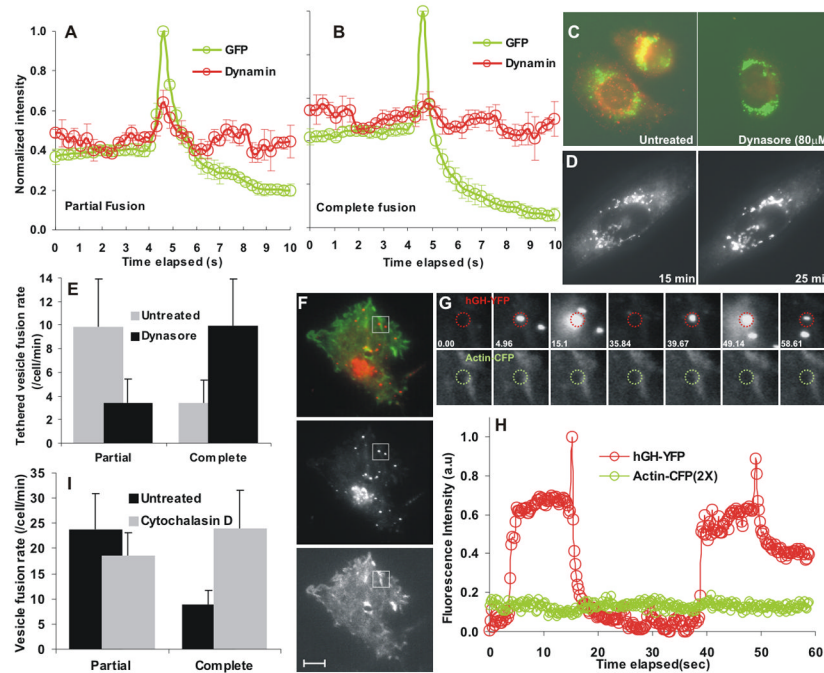 A
GFP
Dynamin
Normalized intensity
1.0
0.8
0.6
0.4
0.2
0.0
Partial Fusion
0 1 2 3 4 5 6 7 8 9 10
Time elapsed (s)
B
GFP
Dynamin
Complete fusion
0 1 2 3 4 5 6 7 8 9 10
Time elapsed (s)
C
Untreated
Dynasore (80μM
D
15 min
25 mi
E
Untreated
Dynasore
Tethered vesicle fusion rate
(/cell/min)
14
12
10
8
6
4
2
0
Partial Complete
F
G
hGH-YFP
0.00 4.96 15.1 35.84 39.67 49.14 58.61
Actin CFP
H
hGH-YFP
Actin-CFP(2X)
Fluorescence Intensity (a.u)
1.0
0.8
0.6
0.4
0.2
0.0
0 10 20 30 40 50 60
Time elapsed(sec)
I
Untreated
Cytochalasin D
Vesicle fusion rate (/cell/min)
35
30
25
20
15
10
5
0
Partial Complete